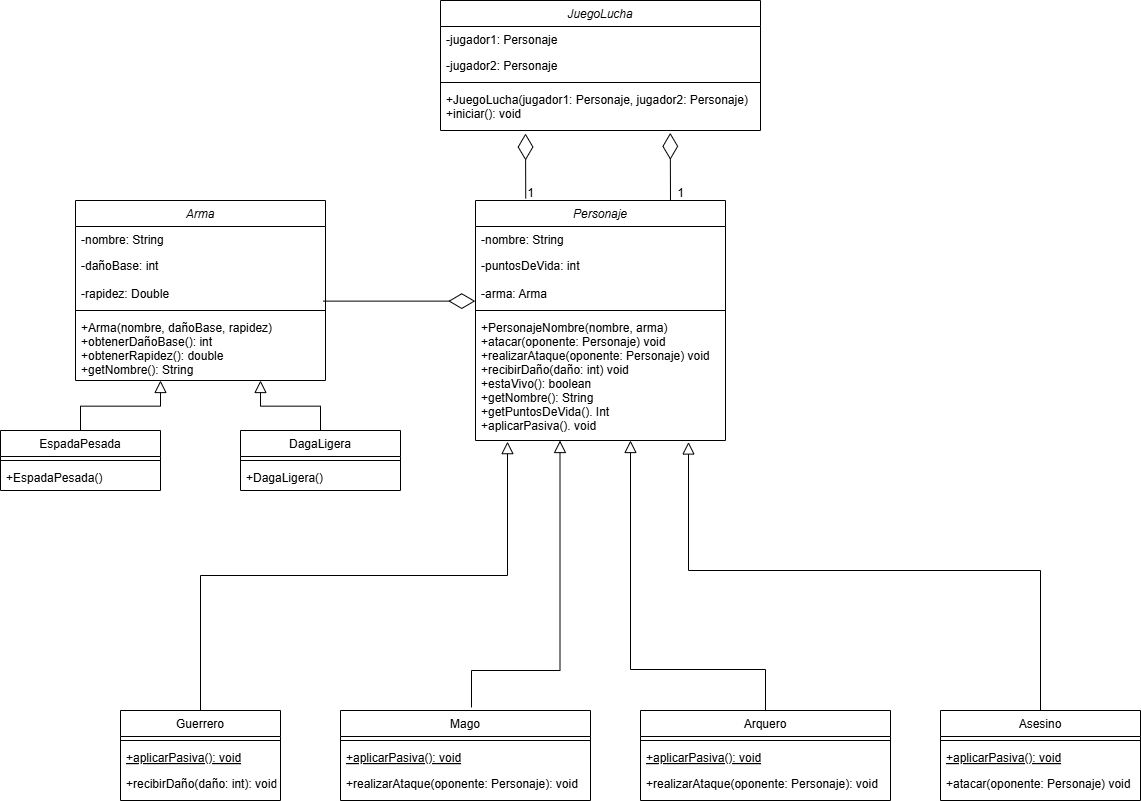 JuegoLucha
-jugador1: Personaje
-jugador2: Personaje
+JuegoLucha(jugador1: Personaje, jugador2: Personaje)
+iniciar(): void
1
1
Arma
-nombre: String
-dañoBase: int
-rapidez: Double
+Arma(nombre, dañoBase, rapidez)
+obtenerDañoBase(): int
+obtenerRapidez(): double
+getNombre(): String
Personaje
-nombre: String
-puntosDeVida: int
-arma: Arma
+PersonajeNombre(nombre, arma)
+atacar(oponente: Personaje) void
+realizarAtaque(oponente: Personaje) void
+recibirDaño(daño: int) void
+estaVivo(): boolean
+getNombre(): String
+getPuntosDeVida(). Int
+aplicarPasiva(). void
EspadaPesada
+EspadaPesada()
DagaLigera
+DagaLigera()
Guerrero
+aplicarPasiva(): void
+recibirDaño(daño: int): void
Mago
+aplicarPasiva(): void
+realizarAtaque(oponente: Personaje): void
Arquero
+aplicarPasiva(): void
+realizarAtaque(oponente: Personaje): void
Asesino
+aplicarPasiva(): void
+atacar(oponente: Personaje) void